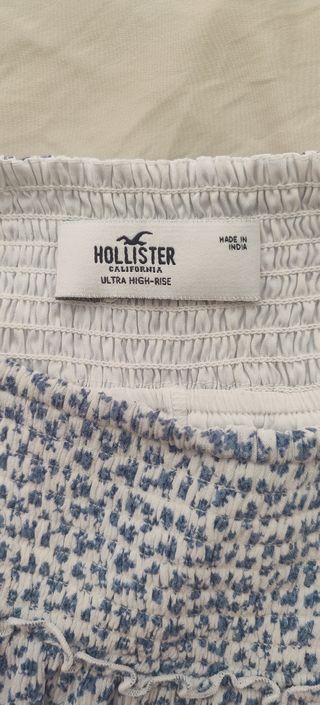 HOLLISTER
CALIFORNIA
ULTRA HIGH-RISE
MADE IN
INDIA